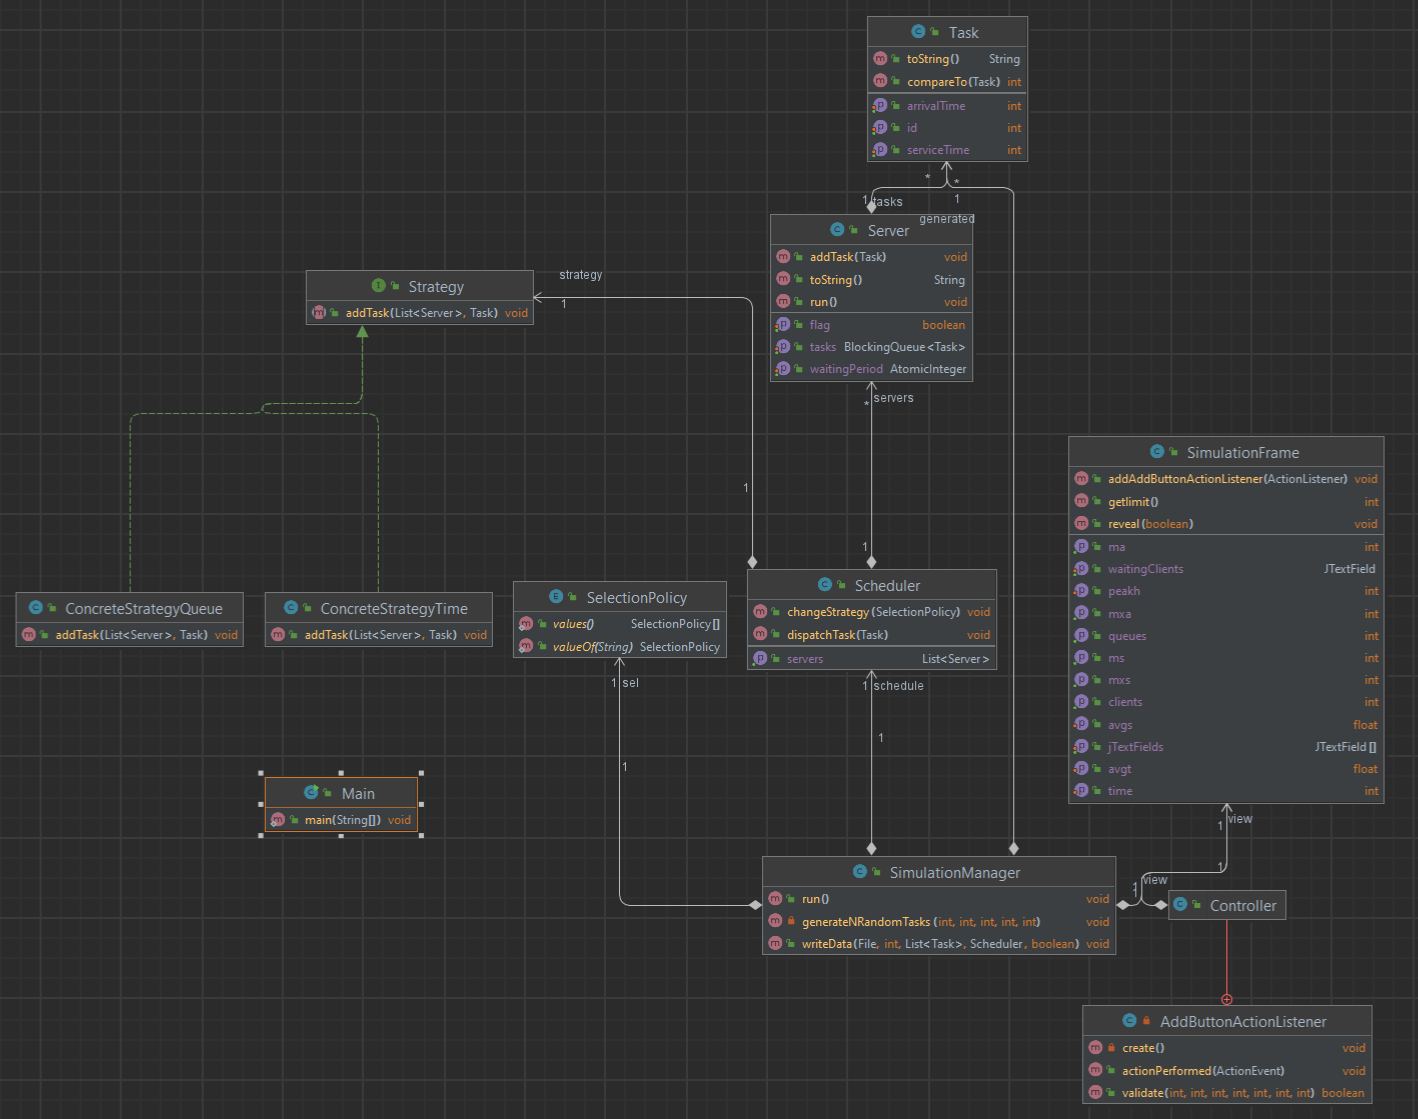 Task
toString() String
compareTo(Task) int
arrivalTime int
id int
serviceTime int
* *
1 tasks 1
generated
Server
addTask(Task) void
toString() String
run() void
flag boolean
tasks BlockingQueue<Task>
waitingPeriod AtomicInteger
* servers
strategy
1
Strategy
addTask(List<Server>, Task) void
1
1
SimulationFrame
addAddButtonActionListener(ActionListener) void
getlimit() int
reveal(boolean) void
ma int
waitingClients JTextField
peakh int
mxa int
queues int
ms int
mxs int
clients int
avgs float
jTextFields JTextField[]
avgt float
time int
ConcreteStrategyQueue
addTask(List<Server>, Task) void
ConcreteStrategyTime
addTask(List<Server>, Task) void
SelectionPolicy
values() SelectionPolicy[]
valueOf(String) SelectionPolicy
Scheduler
changeStrategy(SelectionPolicy) void
dispatchTask(Task) void
servers List<Server>
1 sel
1 schedule
1
1
Main
main(String[]) void
1 view
1
1 view
SimulationManager
run() void
generateNRandomTasks(int, int, int, int, int) void
writeData(File, int, List<Task>, Scheduler, boolean) void
Controller
AddButtonActionListener
create() void
actionPerformed(ActionEvent) void
validate(int, int, int, int, int, int, int) boolean